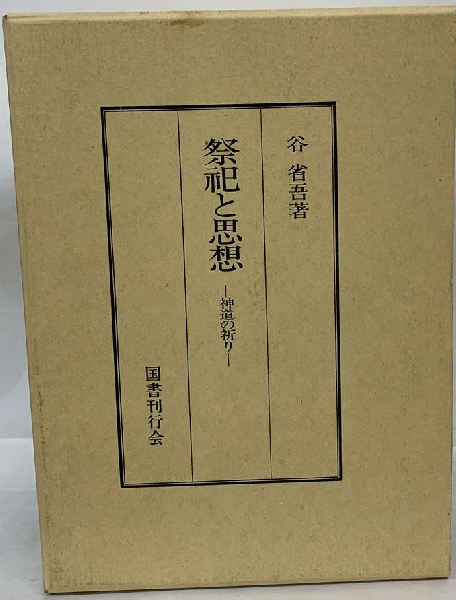 谷 省吾著
祭祀と思想
―神道の祈り―
国書刊行会